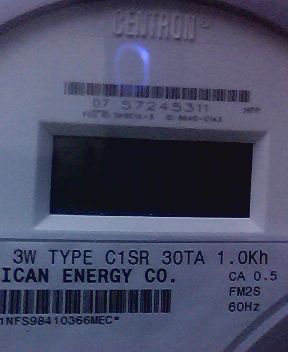 CENTRON®
07 57245311
3W TYPE C1SR 30TA 1.0Kh
ICAN ENERGY CO.
CA 0.5
FM2S
60Hz
1NFS98410366MEC*